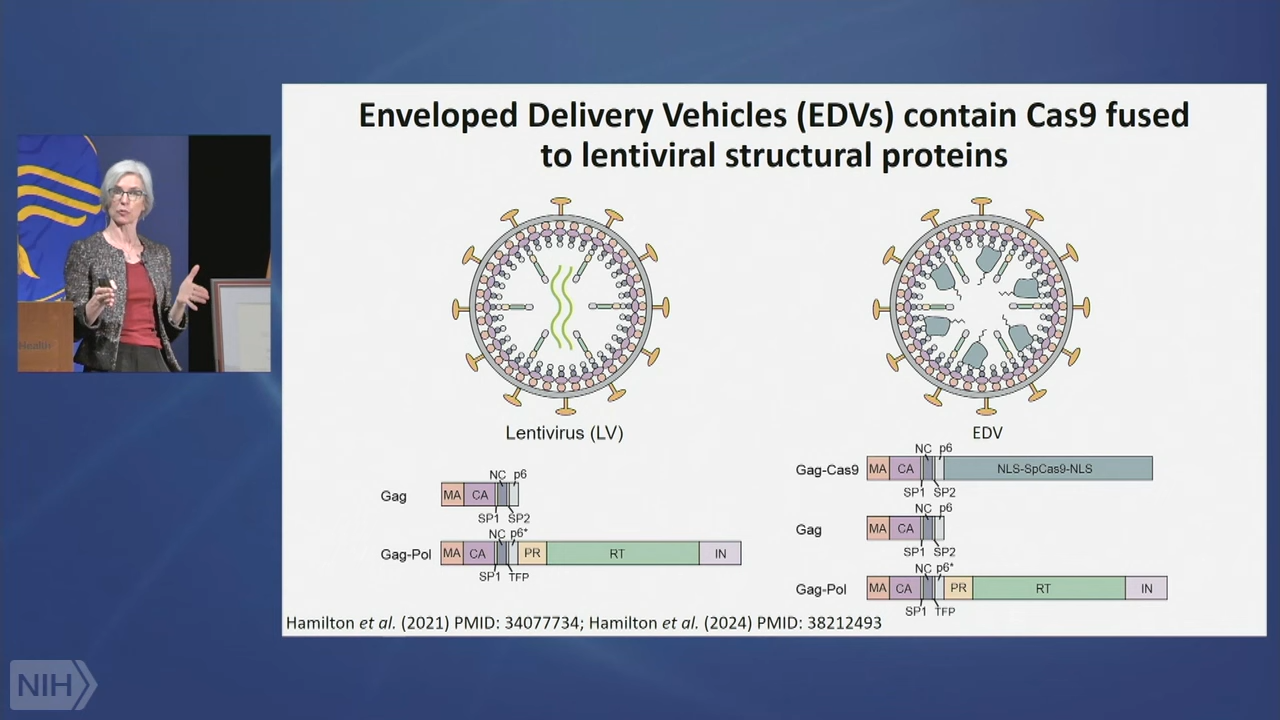 Enveloped Delivery Vehicles (EDVs) contain Cas9 fused
to lentiviral structural proteins
Lentivirus (LV)
EDV
NC p6
Gag MA CA
SP1 SP2
NC p6*
Gag-Pol MA CA PR RT IN
SP1 TFP
NC p6
Gag-Cas9 MA CA NLS-SpCas9-NLS
SP1 SP2
NC p6
Gag MA CA
SP1 SP2
NC p6*
Gag-Pol MA CA PR RT IN
SP1 TFP
Hamilton et al. (2021) PMID: 34077734; Hamilton et al. (2024) PMID: 38212493
Health
NIH